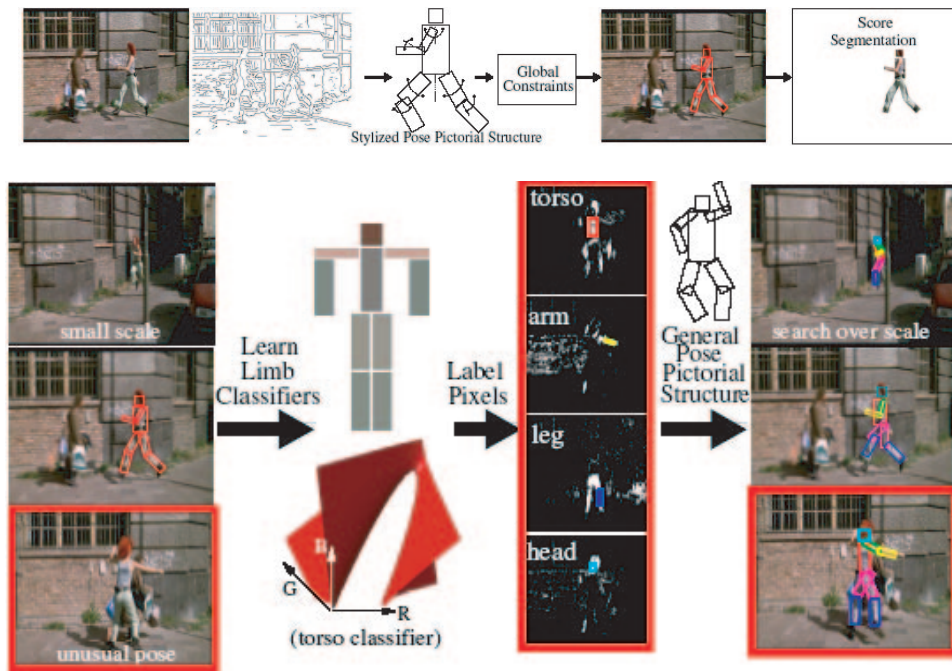 Score
Segmentation
Global
Constraints
Stylized Pose Pictorial Structure
small scale
Learn
Limb
Classifiers
unusual pose
B
G
R
(torso classifier)
Label
Pixels
torso
arm
leg
head
General
Pose
Pictorial
Structure
search over scale